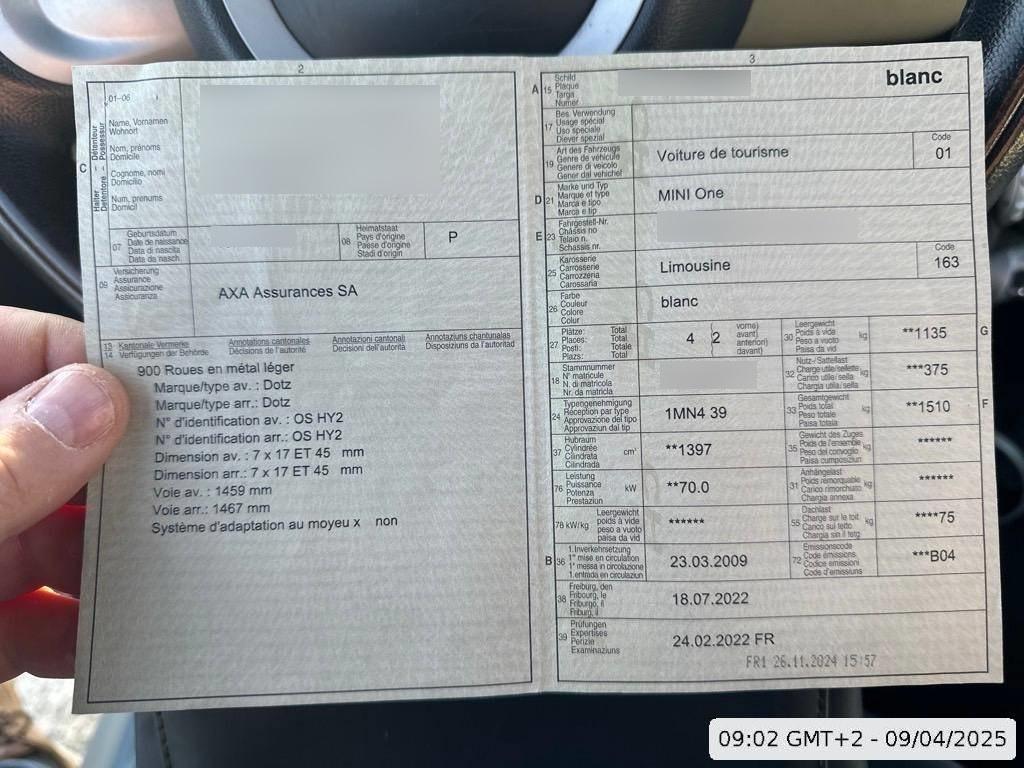 2
01-06
Détenteur
Possessur
Halter
Detentore
C
Name, Vornamen
Wohnort
Nom, prénoms
Domicile
Cognome, nomi
Domicilio
Num, prenums
Domicil
07
Geburtsdatum
Date de naissance
Data di nascita
Data da nasch.
08
Heimatstaat
Pays d'origine
Paese d'origine
Stadi d'origin
P
09
Versicherung
Assurance
Assicurazione
Assicuranza
AXA Assurances SA
13 Kantonale Vermerke
14 Verfügungen der Behörde
Annotations cantonales
Décisions de l'autorité
Annotazioni cantonali
Decisioni dell'autorità
Annotaziuns chantunalas
Disposiziuns da l'autoritad
900 Roues en métal léger
Marque/type av. : Dotz
Marque/type arr.: Dotz
N° d'identification av. : OS HY2
N° d'identification arr.: OS HY2
Dimension av. : 7 x 17 ET 45 mm
Dimension arr.: 7 x 17 ET 45 mm
Voie av. : 1459 mm
Voie arr.: 1467 mm
Système d'adaptation au moyeu x non
3
A 15
Schild
Plaque
Targa
Numer
blanc
17
Bes. Verwendung
Usage spécial
Uso speciale
Diever spezial
19
Art des Fahrzeugs
Genre de véhicule
Genere di veicolo
Gener dal vehichel
Voiture de tourisme
Code
01
D 21
Marke und Typ
Marque et type
Marca e tipo
Marca e tip
MINI One
E 23
Fahrgestell-Nr.
Châssis no
Telaio n.
Schassis nr.
25
Karosserie
Carrosserie
Carrozzeria
Carossaria
Limousine
Code
163
26
Farbe
Couleur
Colore
Colur
blanc
27
Plätze: Total
Places: Total
Posti: Totale
Plazs: Total
4 2
vorne)
avant)
anteriori)
davant)
30
Leergewicht
Poids à vide
Peso a vuoto
Paisa da vid
kg
**1135
G
18
Stammnummer
N° matricule
N. di matricola
Nr. da matricla
32
Nutz-/Sattellast
Charge utile/sellette
Carico utile/sella
Chargia utila/sella
kg
***375
24
Typengenehmigung
Réception par type
Approvazione del tipo
Approvaziun dal tip
1MN4 39
33
Gesamtgewicht
Poids total
Peso totale
Paisa totala
kg
**1510
F
37
Hubraum
Cylindrée
Cilindrata
Cilindrada
cm³
**1397
35
Gewicht des Zuges
Poids de l'ensemble
Peso del convoglio
Paisa cumposiziun
kg
******
76
Leistung
Puissance
Potenza
Prestaziun
kW
**70.0
31
Anhängelast
Poids remorquable
Carico rimorchiato
Chargia annexa
kg
******
78 kW/kg
Leergewicht
poids à vide
peso a vuoto
paisa da vid
******
55
Dachlast
Charge sur le toit
Carico sul tetto
Chargia sin il tetg
kg
****75
B 36
1. Inverkehrsetzung
1re mise en circulation
1a messa in circolazione
1. entrada en circulaziun
23.03.2009
72
Emissionscode
Code émissions
Codice emissioni
Code d'emissiuns
***B04
38
Freiburg, den
Fribourg, le
Friburgo, il
Friburg, il
18.07.2022
39
Prüfungen
Expertises
Perizie
Examinaziuns
24.02.2022 FR
FR1 26.11.2024 15:57
09:02 GMT+2 - 09/04/2025